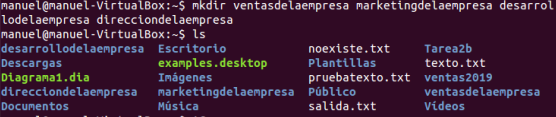 manuel@manuel-VirtualBox:~$ mkdir ventasdelaempresa marketingdelaempresa desarrol
lodelaempresa direcciondelaempresa
manuel@manuel-VirtualBox:~$ ls
desarrollodelaempresa Escritorio noexiste.txt Tarea2b
Descargas examples.desktop Plantillas texto.txt
Diagrama1.dia Imágenes pruebatexto.txt ventas2019
direcciondelaempresa marketingdelaempresa Público ventasdelaempresa
Documentos Música salida.txt Vídeos